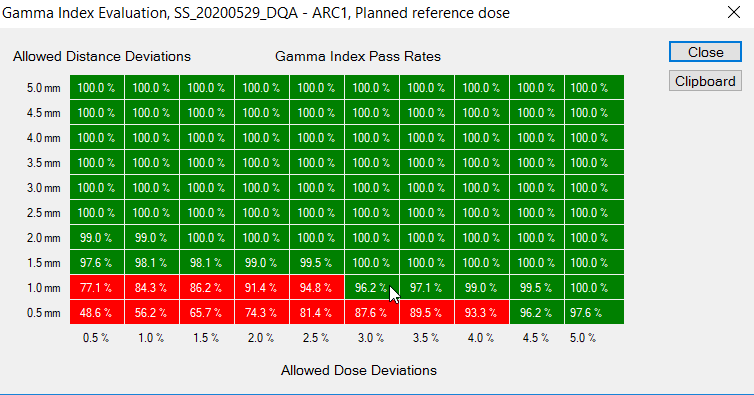 Gamma Index Evaluation, SS_20200529_DQA - ARC1, Planned reference dose
Allowed Distance Deviations Gamma Index Pass Rates Close
Clipboard
5.0 mm 100.0 % 100.0 % 100.0 % 100.0 % 100.0 % 100.0 % 100.0 % 100.0 % 100.0 % 100.0 %
4.5 mm 100.0 % 100.0 % 100.0 % 100.0 % 100.0 % 100.0 % 100.0 % 100.0 % 100.0 % 100.0 %
4.0 mm 100.0 % 100.0 % 100.0 % 100.0 % 100.0 % 100.0 % 100.0 % 100.0 % 100.0 % 100.0 %
3.5 mm 100.0 % 100.0 % 100.0 % 100.0 % 100.0 % 100.0 % 100.0 % 100.0 % 100.0 % 100.0 %
3.0 mm 100.0 % 100.0 % 100.0 % 100.0 % 100.0 % 100.0 % 100.0 % 100.0 % 100.0 % 100.0 %
2.5 mm 100.0 % 100.0 % 100.0 % 100.0 % 100.0 % 100.0 % 100.0 % 100.0 % 100.0 % 100.0 %
2.0 mm 99.0 % 99.0 % 100.0 % 100.0 % 100.0 % 100.0 % 100.0 % 100.0 % 100.0 % 100.0 %
1.5 mm 97.6 % 98.1 % 98.1 % 99.0 % 99.5 % 100.0 % 100.0 % 100.0 % 100.0 % 100.0 %
1.0 mm 77.1 % 84.3 % 86.2 % 91.4 % 94.8 % 96.2 % 97.1 % 99.0 % 99.5 % 100.0 %
0.5 mm 48.6 % 56.2 % 65.7 % 74.3 % 81.4 % 87.6 % 89.5 % 93.3 % 96.2 % 97.6 %
0.5 % 1.0 % 1.5 % 2.0 % 2.5 % 3.0 % 3.5 % 4.0 % 4.5 % 5.0 %
Allowed Dose Deviations